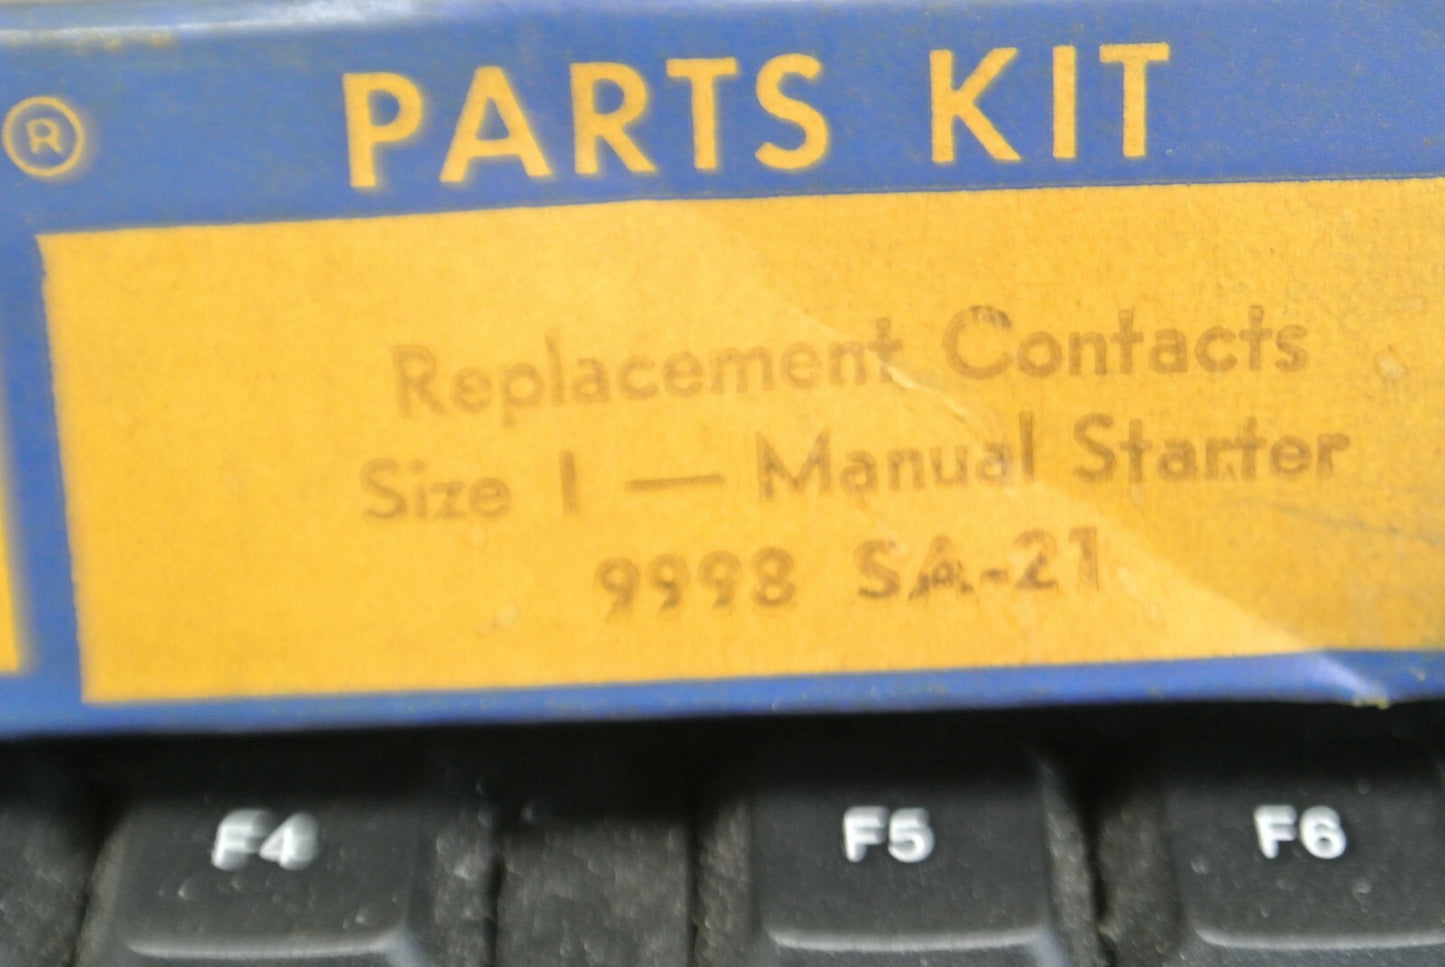 ® PARTS KIT
Replacement Contacts
Size 1 — Manual Starter
9998 SA-21
F4 F5 F6